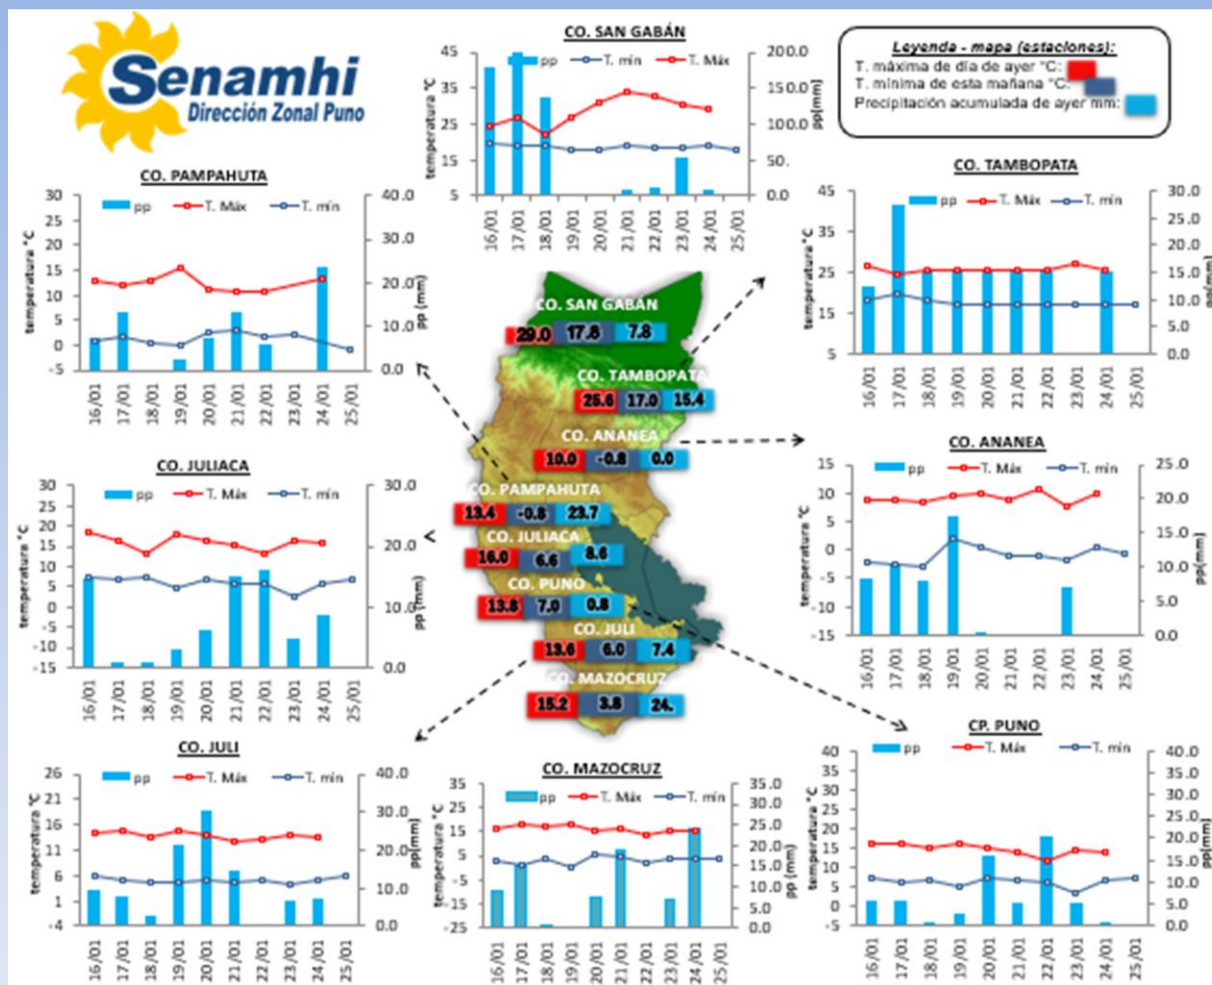 Senamhi
Dirección Zonal Puno
CO. SAN GABÁN
45
35
25
15
5
temperatura °C
pp T. mín T. Máx
200.0
150.0
100.0
50.
0.0
pp(mm)
16/01 17/01 18/01 19/01 20/01 21/01 22/01 23/01 24/01 25/01
Leyenda - mapa (estaciones):
T. máxima de día de ayer °C:
T. mínima de esta mañana °C:
Precipitación acumulada de ayer mm:
CO. PAMPAHUTA
30
25
20
15
10
5
0
-5
temperatura °C
pp T. Máx T. mín
40.0
30.0
20.0
10.0
0.0
pp (mm)
16/01 17/01 18/01 19/01 20/01 21/01 22/01 23/01 24/01 25/01
CO. TAMBOPATA
45
35
25
15
5
temperatura °C
pp T. Máx T. mín
30.0
25.0
20.0
15.0
10.0
5.0
0.0
pp(mm)
16/01 17/01 18/01 19/01 20/01 21/01 22/01 23/01 24/01 25/01
CO. SAN GABÁN
29.0 17.8 7.8
CO. TAMBOPATA
25.6 17.0 15.4
CO. ANANEA
10.0 -0.8 0.0
CO. PAMPAHUTA
13.4 -0.8 23.7
CO. JULIACA
16.0 6.6 8.6
CO. PUNO
13.8 7.0 0.8
CO. JULI
13.6 6.0 7.4
CO. MAZOCRUZ
15.2 3.8 24.
CO. JULIACA
35
30
25
20
15
10
5
0
-5
-10
-15
temperatura °C
pp T. Máx T. mín
30.0
20.0
10.0
0.0
pp (mm)
16/01 17/01 18/01 19/01 20/01 21/01 22/01 23/01 24/01 25/01
CO. ANANEA
15
10
5
0
-5
-10
-15
temperatura °C
pp T. Máx T. mín
25.0
20.0
15.0
10.0
5.0
0.0
pp(mm)
16/01 17/01 18/01 19/01 20/01 21/01 22/01 23/01 24/01 25/01
CO. JULI
26
21
16
11
6
1
-4
temperatura °C
pp T. Máx T. mín
40.0
30.0
20.0
10.0
0.0
pp(mm)
16/01 17/01 18/01 19/01 20/01 21/01 22/01 23/01 24/01 25/01
CO. MAZOCRUZ
35
25
15
5
-5
-15
-25
temperatura °C
pp T. Máx T. mín
35.0
30.0
25.0
20.0
15.0
10.0
5.0
0.0
pp (mm)
16/01 17/01 18/01 19/01 20/01 21/01 22/01 23/01 24/01 25/01
CP. PUNO
40
35
30
25
20
15
10
5
0
-5
temperatura °C
pp T. Máx T. mín
40.0
35.0
30.0
25.0
20.0
15.0
10.0
5.0
0.0
pp(mm)
16/01 17/01 18/01 19/01 20/01 21/01 22/01 23/01 24/01 25/01